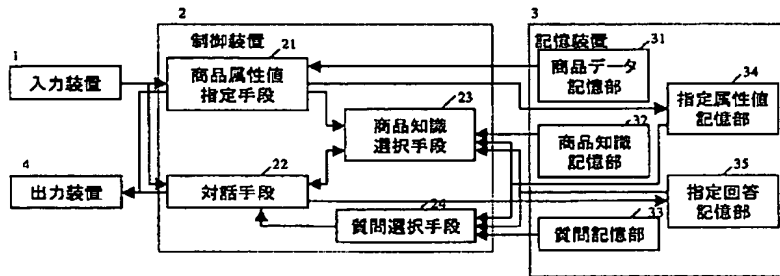 1
入力装置
4
出力装置
2
制御装置
21
商品属性値
指定手段
23
商品知識
選択手段
22
対話手段
24
質問選択手段
3
記憶装置
31
商品データ
記憶部
32
商品知識
記憶部
33
質問記憶部
34
指定属性値
記憶部
35
指定回答
記憶部